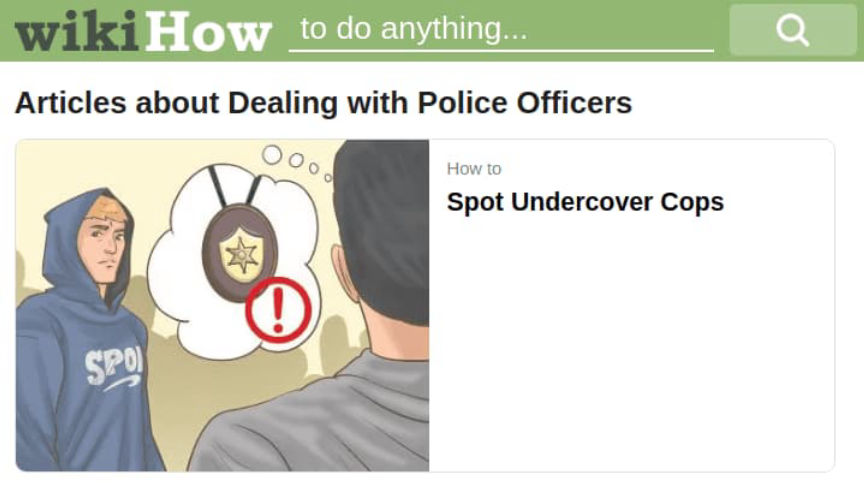 wikiHow to do anything...
Articles about Dealing with Police Officers
How to
Spot Undercover Cops
SPO